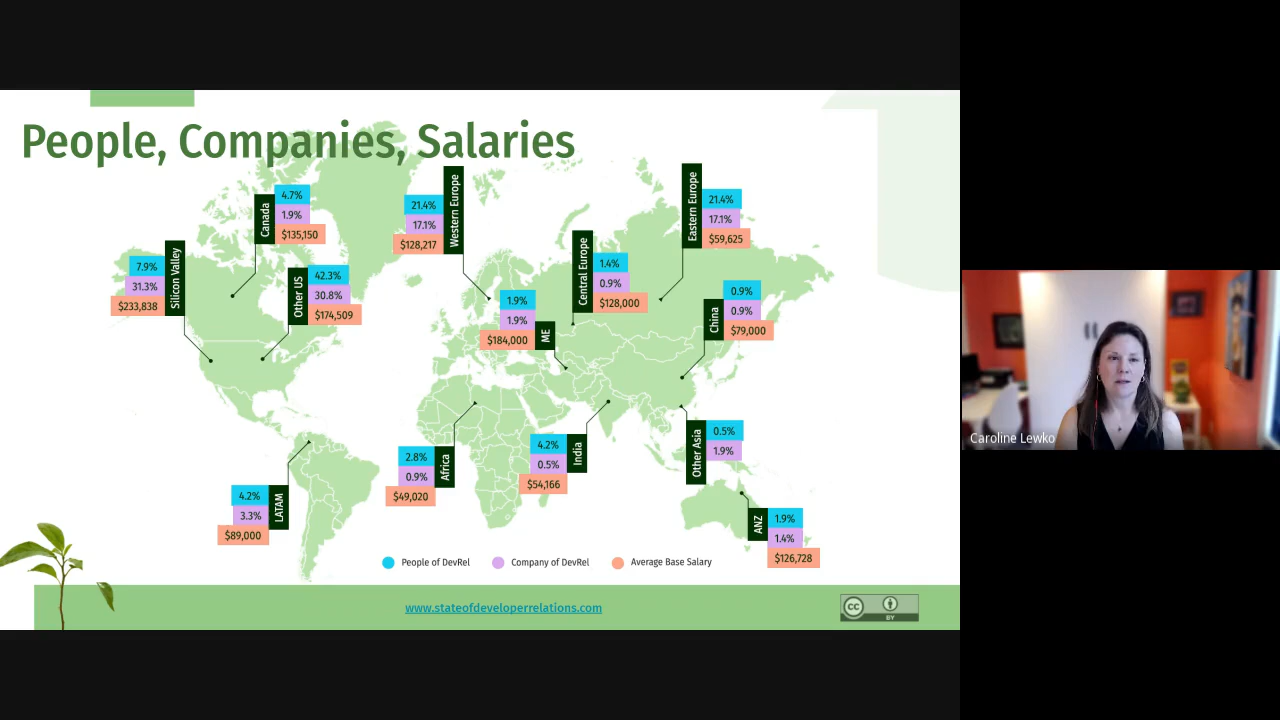 People, Companies, Salaries
Canada
4.7%
1.9%
$135,150
Silicon Valley
7.9%
31.3%
$233,838
Other US
42.3%
30.8%
$174,509
Western Europe
21.4%
17.1%
$128,217
Central Europe
1.4%
0.9%
$128,000
Eastern Europe
21.4%
17.1%
$59,625
ME
1.9%
1.9%
$184,000
China
0.9%
0.9%
$79,000
LATAM
4.2%
3.3%
$89,000
Africa
2.8%
0.9%
$49,020
India
4.2%
0.5%
$54,166
Other Asia
0.5%
1.9%
ANZ
1.9%
1.4%
$126,728
People of DevRel
Company of DevRel
Average Base Salary
www.stateofdeveloperrelations.com
CC
BY
Caroline Lewko